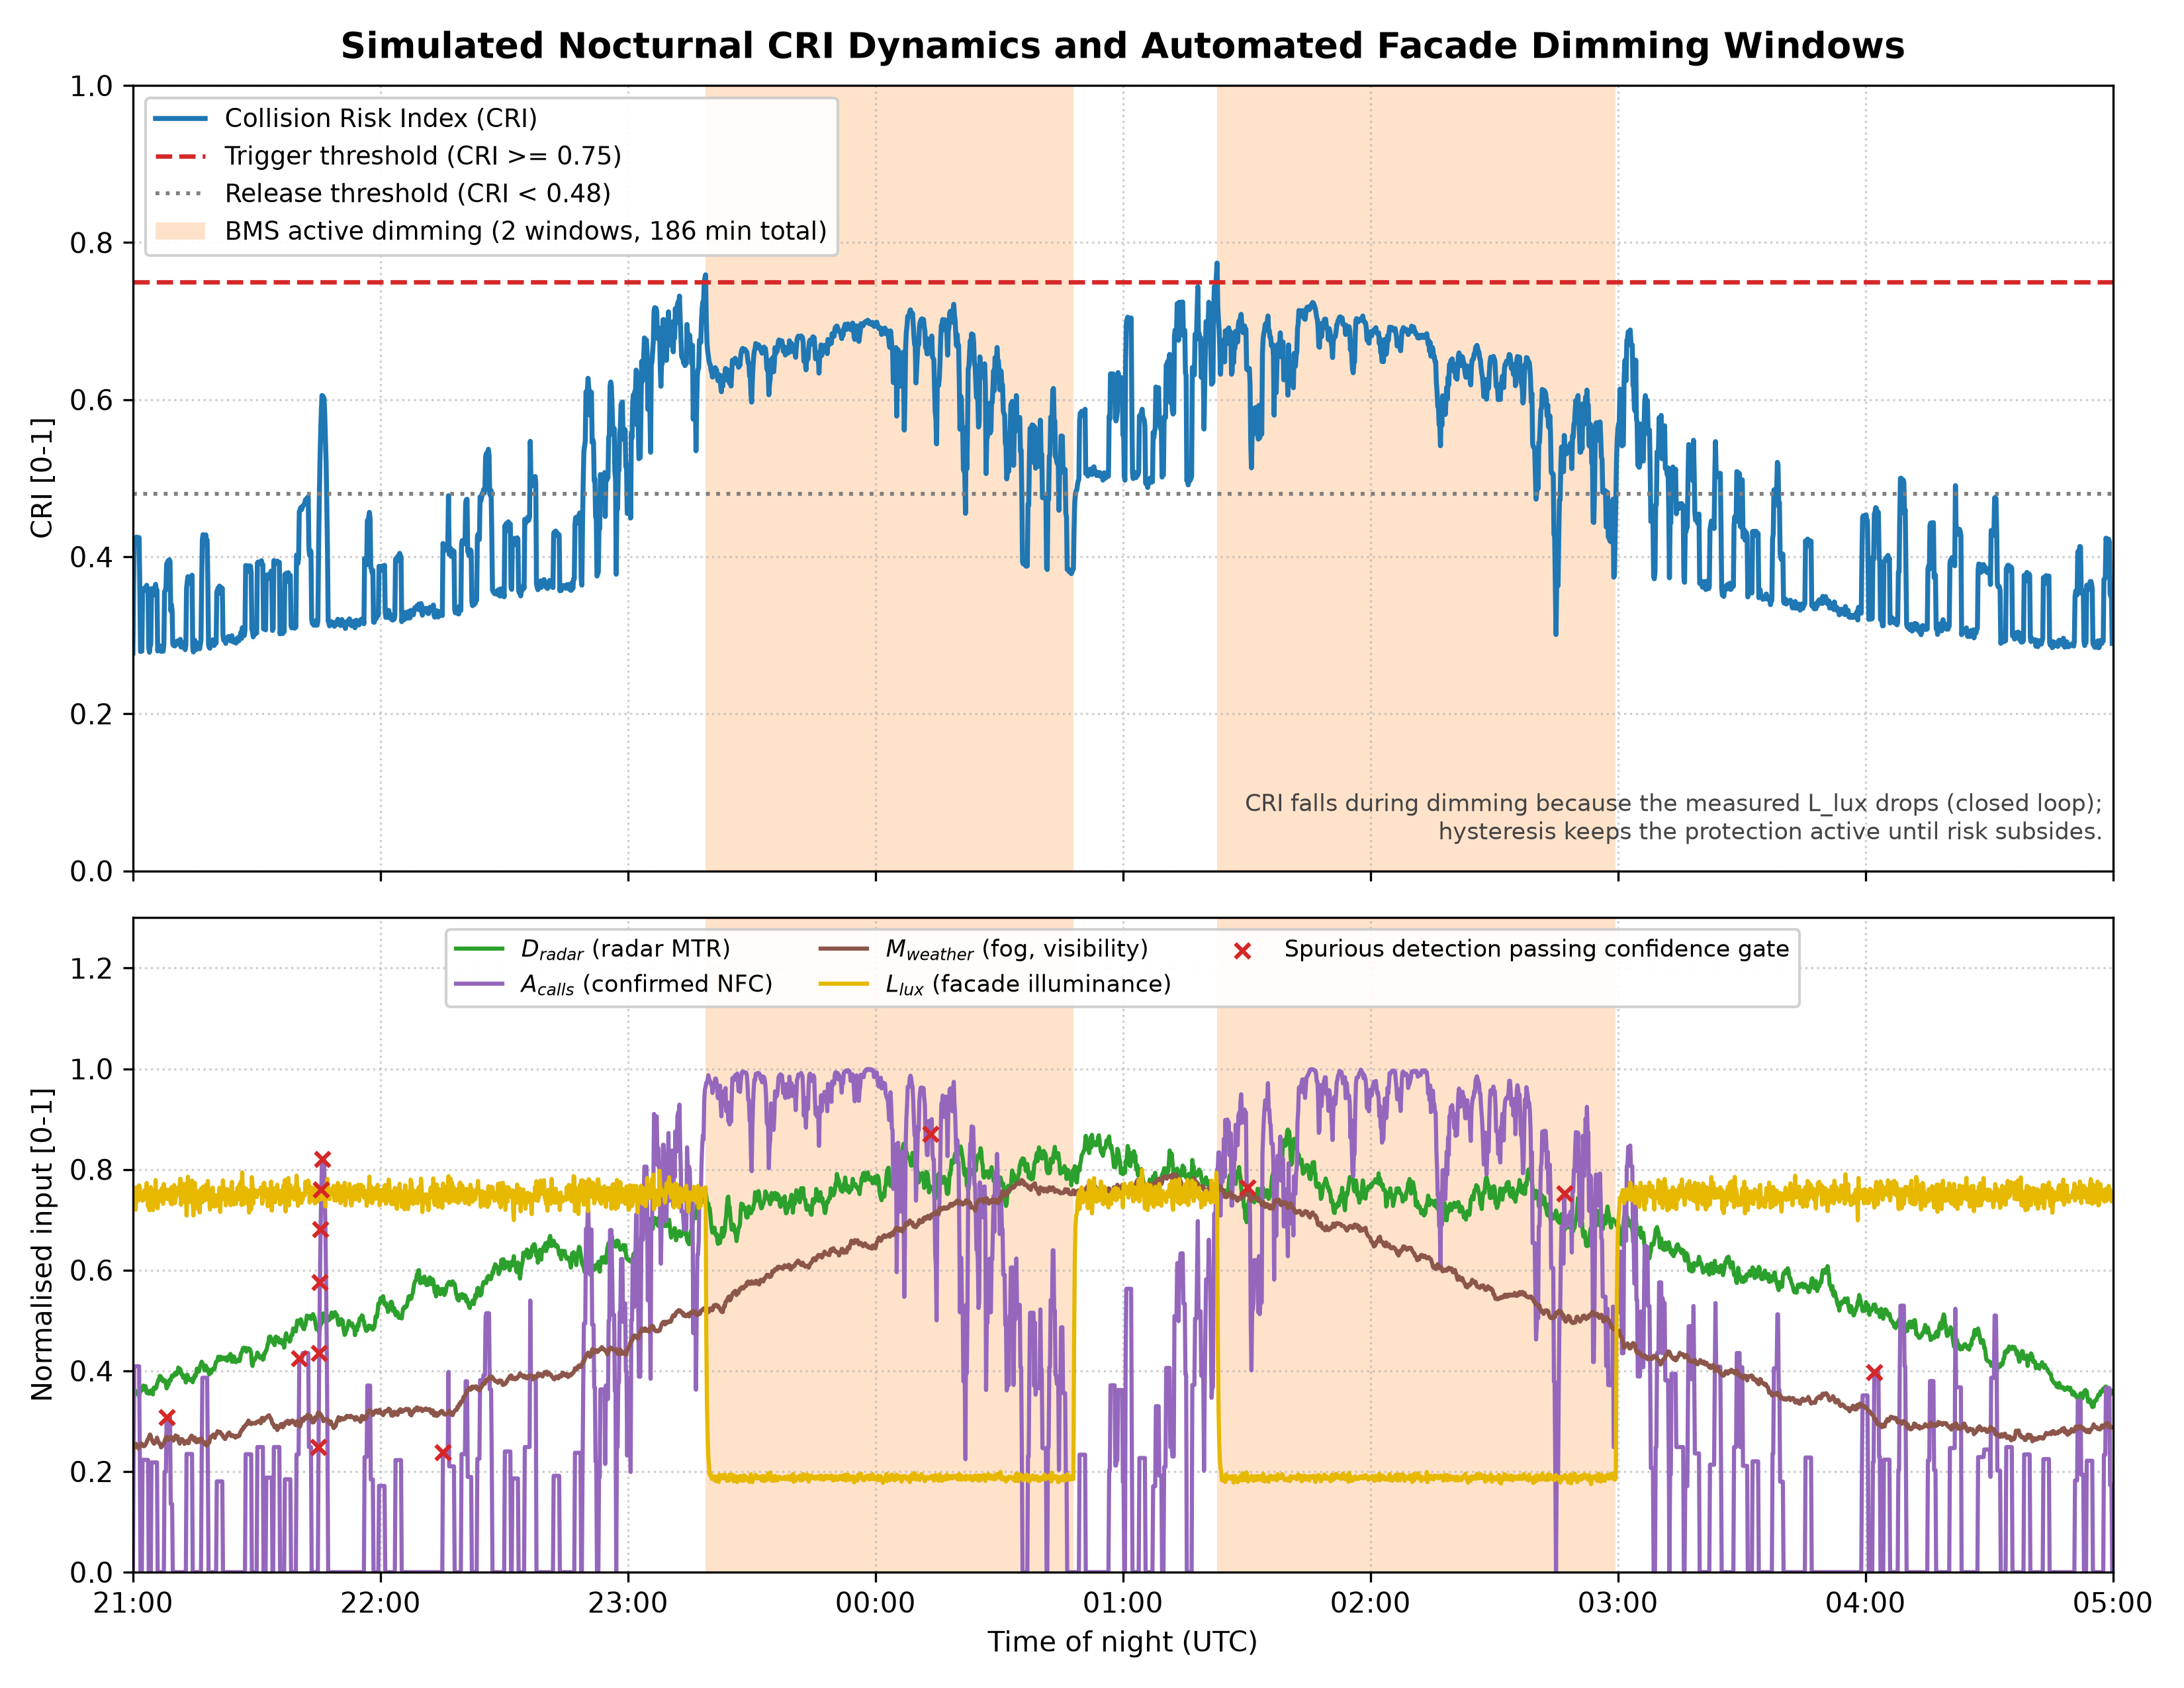 Simulated Nocturnal CRI Dynamics and Automated Facade Dimming Windows
1.0
0.8
0.6
0.4
0.2
0.0
CRI [0-1]
Collision Risk Index (CRI)
Trigger threshold (CRI >= 0.75)
Release threshold (CRI < 0.48)
BMS active dimming (2 windows, 186 min total)
CRI falls during dimming because the measured L_lux drops (closed loop);
hysteresis keeps the protection active until risk subsides.
1.2
1.0
0.8
0.6
0.4
0.2
0.0
Normalised input [0-1]
D_radar (radar MTR)
A_calls (confirmed NFC)
M_weather (fog, visibility)
L_lux (facade illuminance)
Spurious detection passing confidence gate
21:00 22:00 23:00 00:00 01:00 02:00 03:00 04:00 05:00
Time of night (UTC)